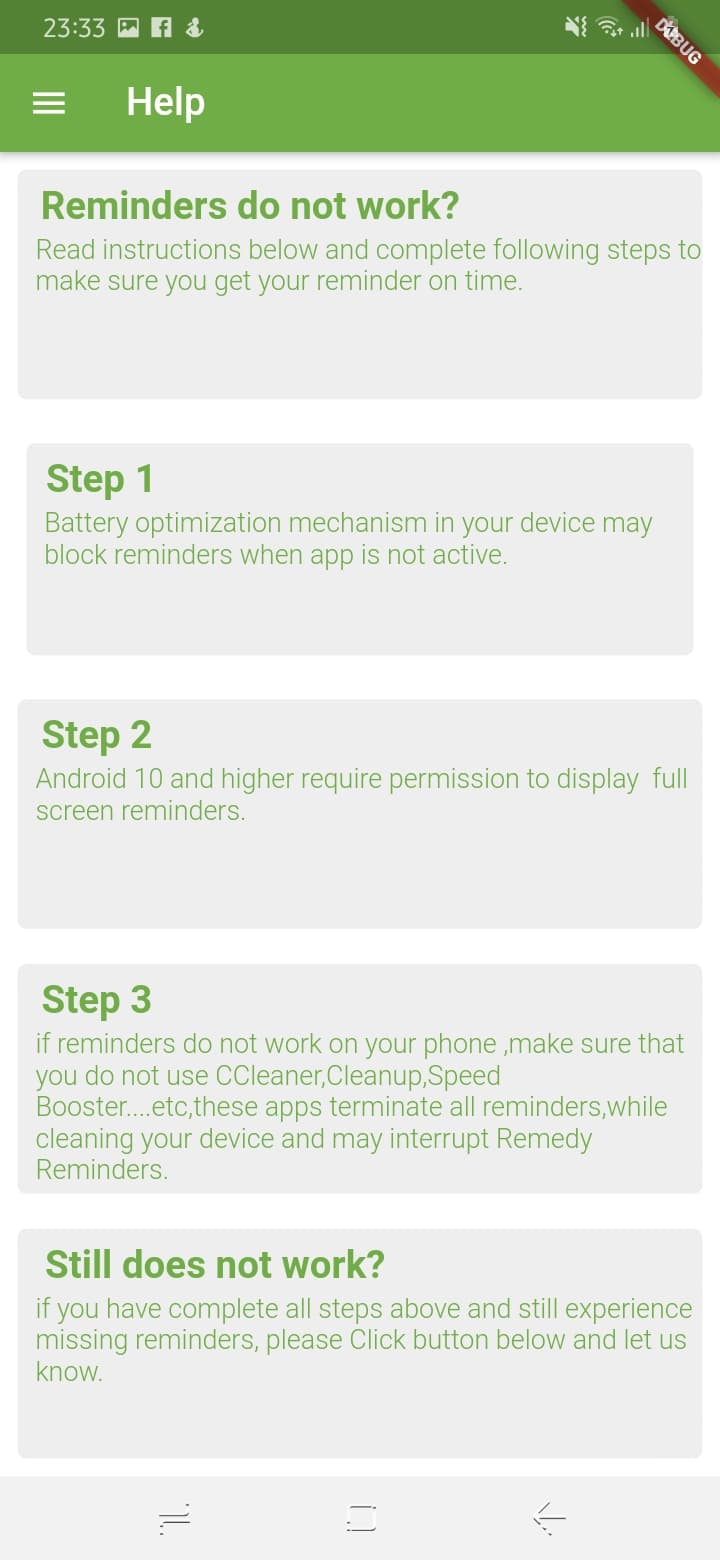 23:33
DEBUG
Help
Reminders do not work?
Read instructions below and complete following steps to
make sure you get your reminder on time.
Step 1
Battery optimization mechanism in your device may
block reminders when app is not active.
Step 2
Android 10 and higher require permission to display  full
screen reminders.
Step 3
if reminders do not work on your phone ,make sure that
you do not use CCleaner,Cleanup,Speed
Booster....etc,these apps terminate all reminders,while
cleaning your device and may interrupt Remedy
Reminders.
Still does not work?
if you have complete all steps above and still experience
missing reminders, please Click button below and let us
know.